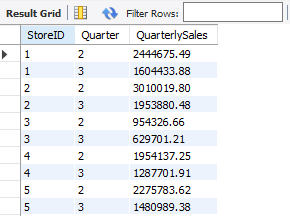 Result Grid Filter Rows:
StoreID Quarter QuarterlySales
1 2 2444675.49
1 3 1604433.88
2 2 3010019.80
2 3 1953880.48
3 2 954326.66
3 3 629701.21
4 2 1954137.25
4 3 1287701.91
5 2 2275783.62
5 3 1480989.38